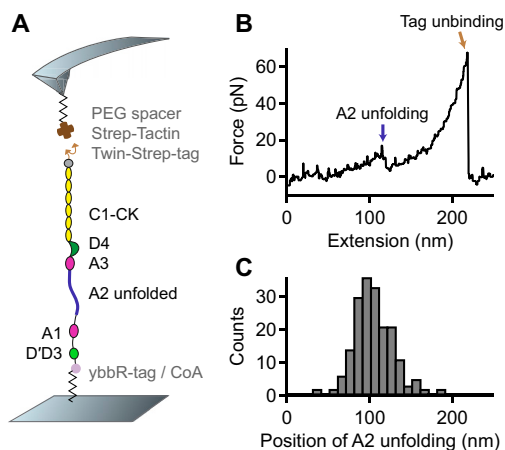 A
PEG spacer
Strep-Tactin
Twin-Strep-tag
C1-CK
D4
A3
A2 unfolded
A1
D′D3
ybbR-tag / CoA
B
Tag unbinding
A2 unfolding
Force (pN)
60
40
20
0
0
100
200
Extension (nm)
C
Counts
30
20
10
0
0
100
200
Position of A2 unfolding (nm)